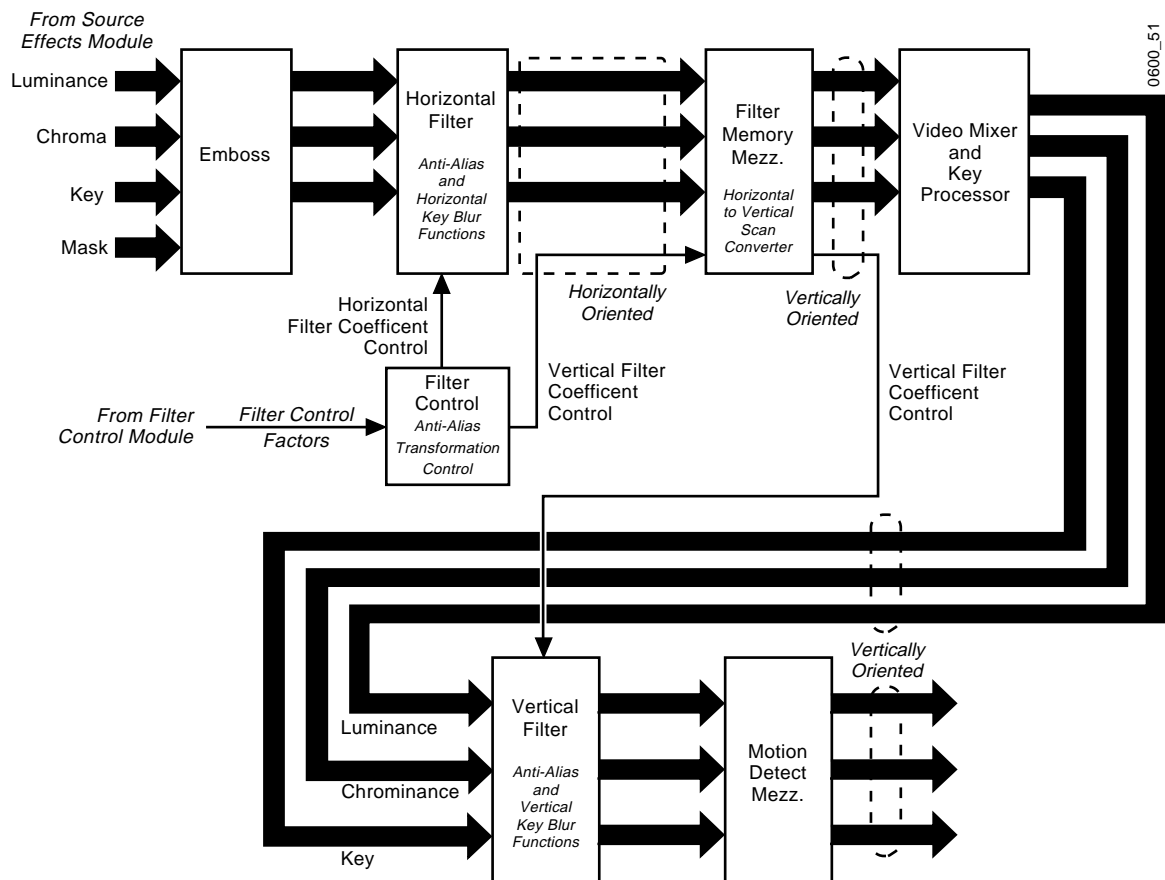 From Source
Effects Module
Luminance
Chroma
Key
Mask
Emboss
Horizontal
Filter
Anti-Alias
and
Horizontal
Key Blur
Functions
Filter
Memory
Mezz.
Horizontal
to Vertical
Scan
Converter
Video Mixer
and
Key
Processor
0600_51
Horizontally
Oriented
Vertically
Oriented
Horizontal
Filter Coefficent
Control
Filter
Control
Anti-Alias
Transformation
Control
From Filter
Control Module
Filter Control
Factors
Vertical Filter
Coefficent
Control
Vertical Filter
Coefficent
Control
Vertically
Oriented
Luminance
Chrominance
Key
Vertical
Filter
Anti-Alias
and
Vertical
Key Blur
Functions
Motion
Detect
Mezz.